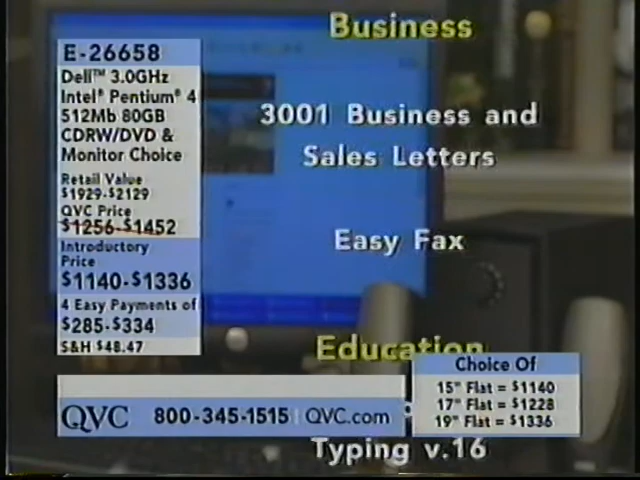 Business
E-26658
Dell™ 3.0GHz
Intel® Pentium® 4
512Mb 80GB
CDRW/DVD &
Monitor Choice
Retail Value
$1929-$2129
QVC Price
$1256-$1452
Introductory
Price
$1140-$1336
4 Easy Payments of
$285-$334
S&H $48.47
3001 Business and
Sales Letters
Easy Fax
Education
Choice Of
15" Flat = $1140
17" Flat = $1228
19" Flat = $1336
QVC 800-345-1515 | QVC.com
Typing v.16